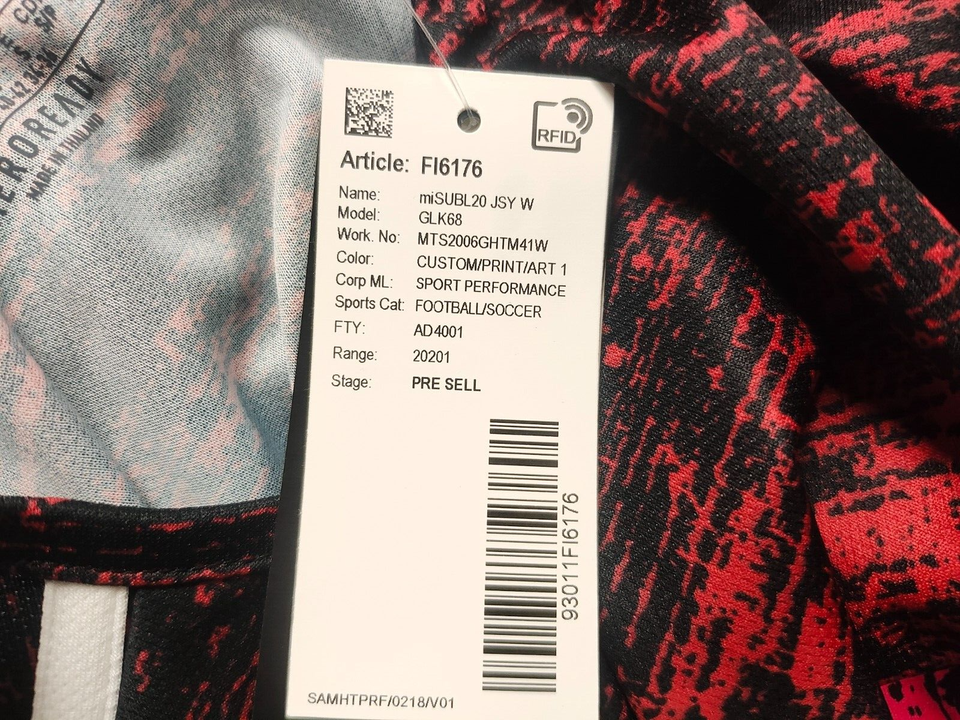 S/P
AEROREADY
MADE IN THAILAND
RFID
Article: FI6176
Name: miSUBL20 JSY W
Model: GLK68
Work. No: MTS2006GHTM41W
Color: CUSTOM/PRINT/ART 1
Corp ML: SPORT PERFORMANCE
Sports Cat: FOOTBALL/SOCCER
FTY: AD4001
Range: 20201
Stage: PRE SELL
93011FI6176
SAMHTPRF/0218/V01